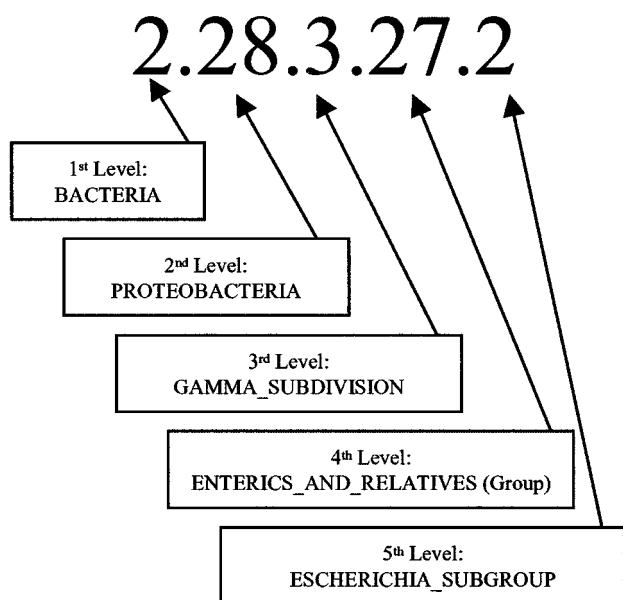 2.28.3.27.2
1st Level:
BACTERIA
2nd Level:
PROTEOBACTERIA
3rd Level:
GAMMA_SUBDIVISION
4th Level:
ENTERICS_AND_RELATIVES (Group)
5th Level:
ESCHERICHIA_SUBGROUP